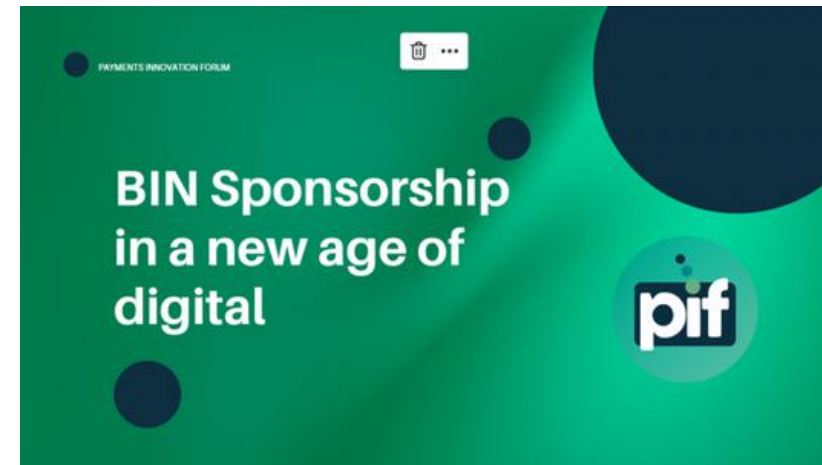 PAYMENTS INNOVATION FORUM
BIN Sponsorship
in a new age of
digital
pif